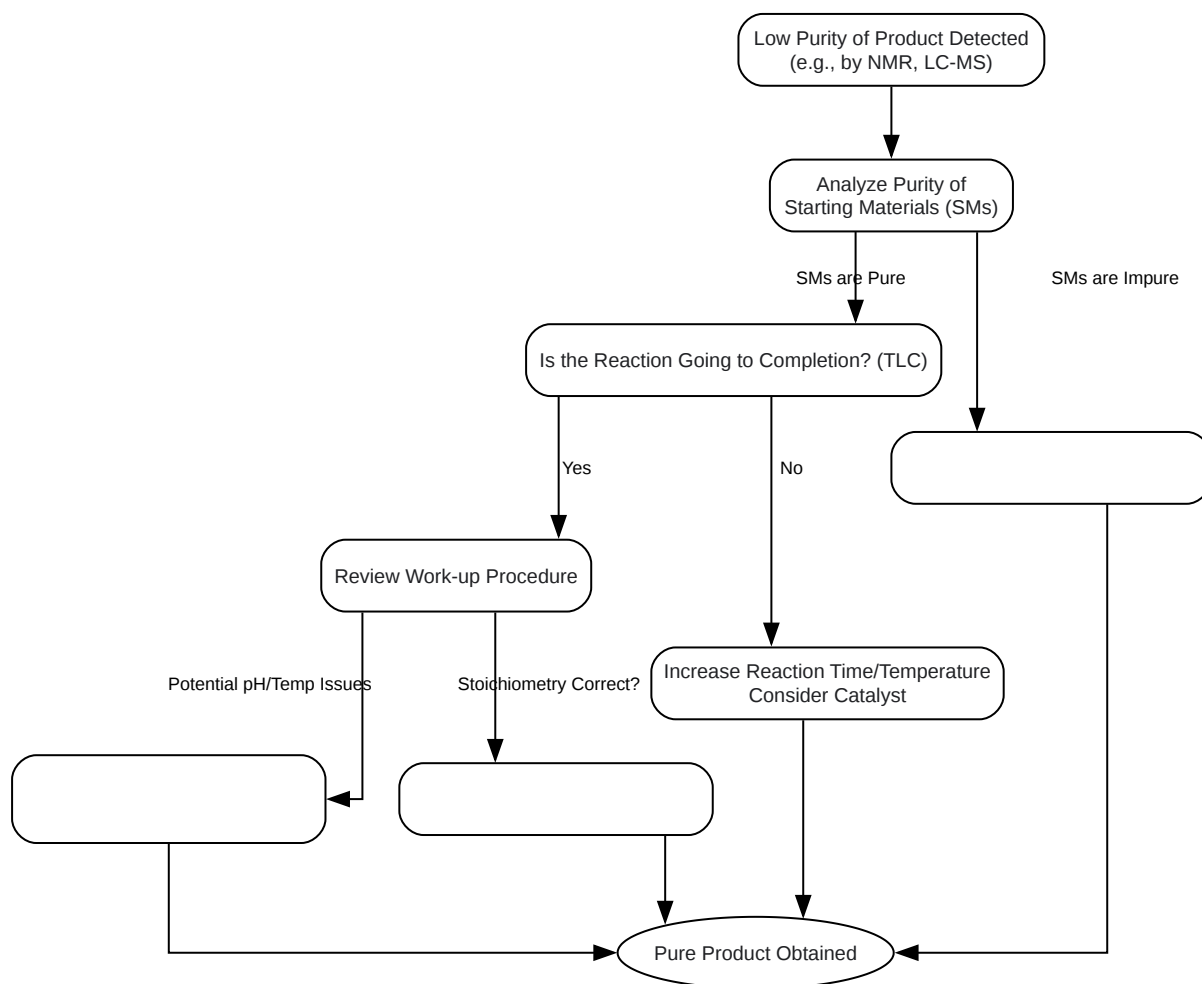 Low Purity of Product Detected
(e.g., by NMR, LC-MS)
Analyze Purity of
Starting Materials (SMs)
SMs are Pure
SMs are Impure
Is the Reaction Going to Completion? (TLC)
Yes
No
Review Work-up Procedure
Increase Reaction Time/Temperature
Consider Catalyst
Potential pH/Temp Issues
Stoichiometry Correct?
Pure Product Obtained